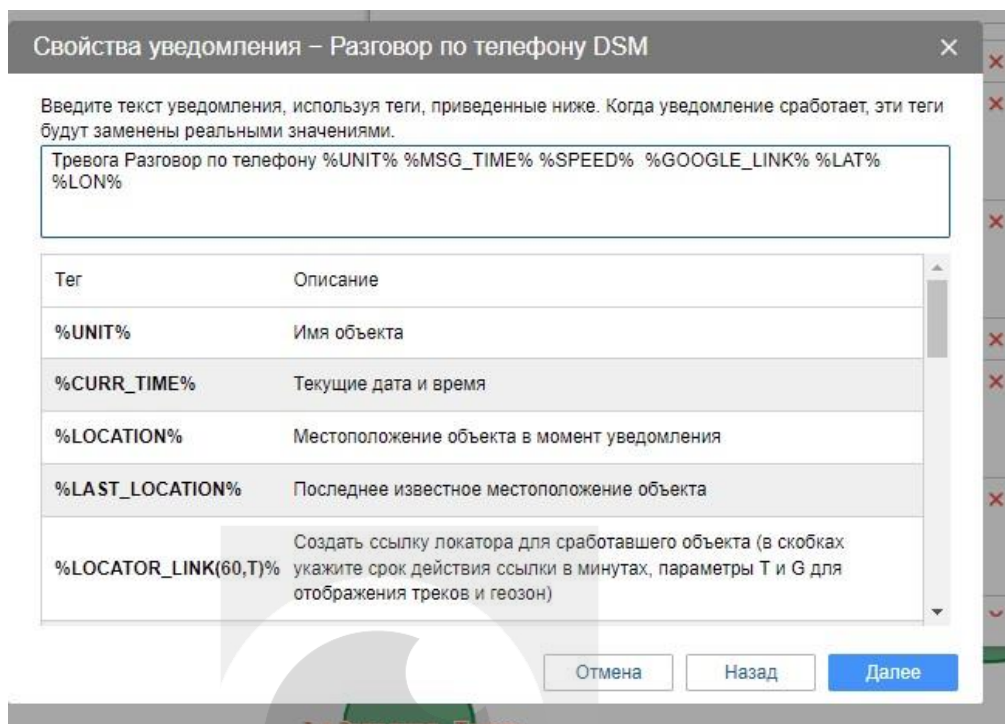 Свойства уведомления – Разговор по телефону DSM
Введите текст уведомления, используя теги, приведенные ниже. Когда уведомление сработает, эти теги
будут заменены реальными значениями.
Тревога Разговор по телефону %UNIT% %MSG_TIME% %SPEED%  %GOOGLE_LINK% %LAT%
%LON%
Тег Описание
%UNIT% Имя объекта
%CURR_TIME% Текущие дата и время
%LOCATION% Местоположение объекта в момент уведомления
%LAST_LOCATION% Последнее известное местоположение объекта
Создать ссылку локатора для сработавшего объекта (в скобках
%LOCATOR_LINK(60,T)% укажите срок действия ссылки в минутах, параметры T и G для
отображения треков и геозон)
Отмена Назад Далее